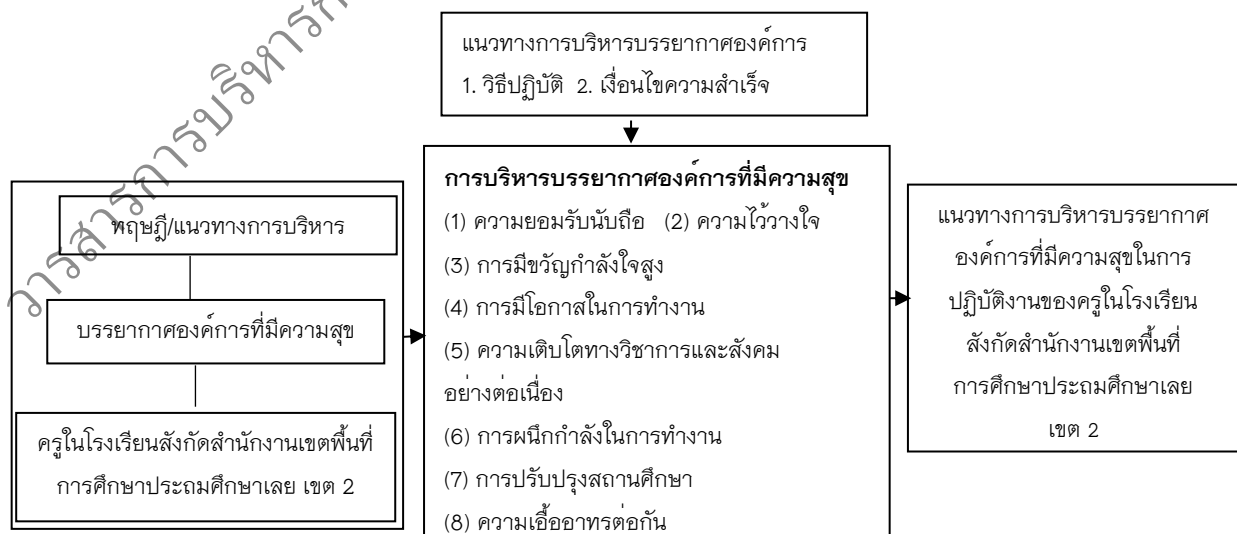 แนวทางการบริหารบรรยากาศองค์การ
1. วิธีปฏิบัติ 2. เงื่อนไขความสำเร็จ
วารสารการบริหาร
ทฤษฎี/แนวทางการบริหาร
บรรยากาศองค์การที่มีความสุข
ครูในโรงเรียนสังกัดสำนักงานเขตพื้นที่
การศึกษาประถมศึกษาเลย เขต 2
การบริหารบรรยากาศองค์การที่มีความสุข
(1) ความยอมรับนับถือ (2) ความไว้วางใจ
(3) การมีขวัญกำลังใจสูง
(4) การมีโอกาสในการทำงาน
(5) ความเติบโตทางวิชาการและสังคม
อย่างต่อเนื่อง
(6) การผนึกกำลังในการทำงาน
(7) การปรับปรุงสถานศึกษา
(8) ความเอื้ออาทรต่อกัน
แนวทางการบริหารบรรยากาศ
องค์การที่มีความสุขในการ
ปฏิบัติงานของครูในโรงเรียน
สังกัดสำนักงานเขตพื้นที่
การศึกษาประถมศึกษาเลย
เขต 2